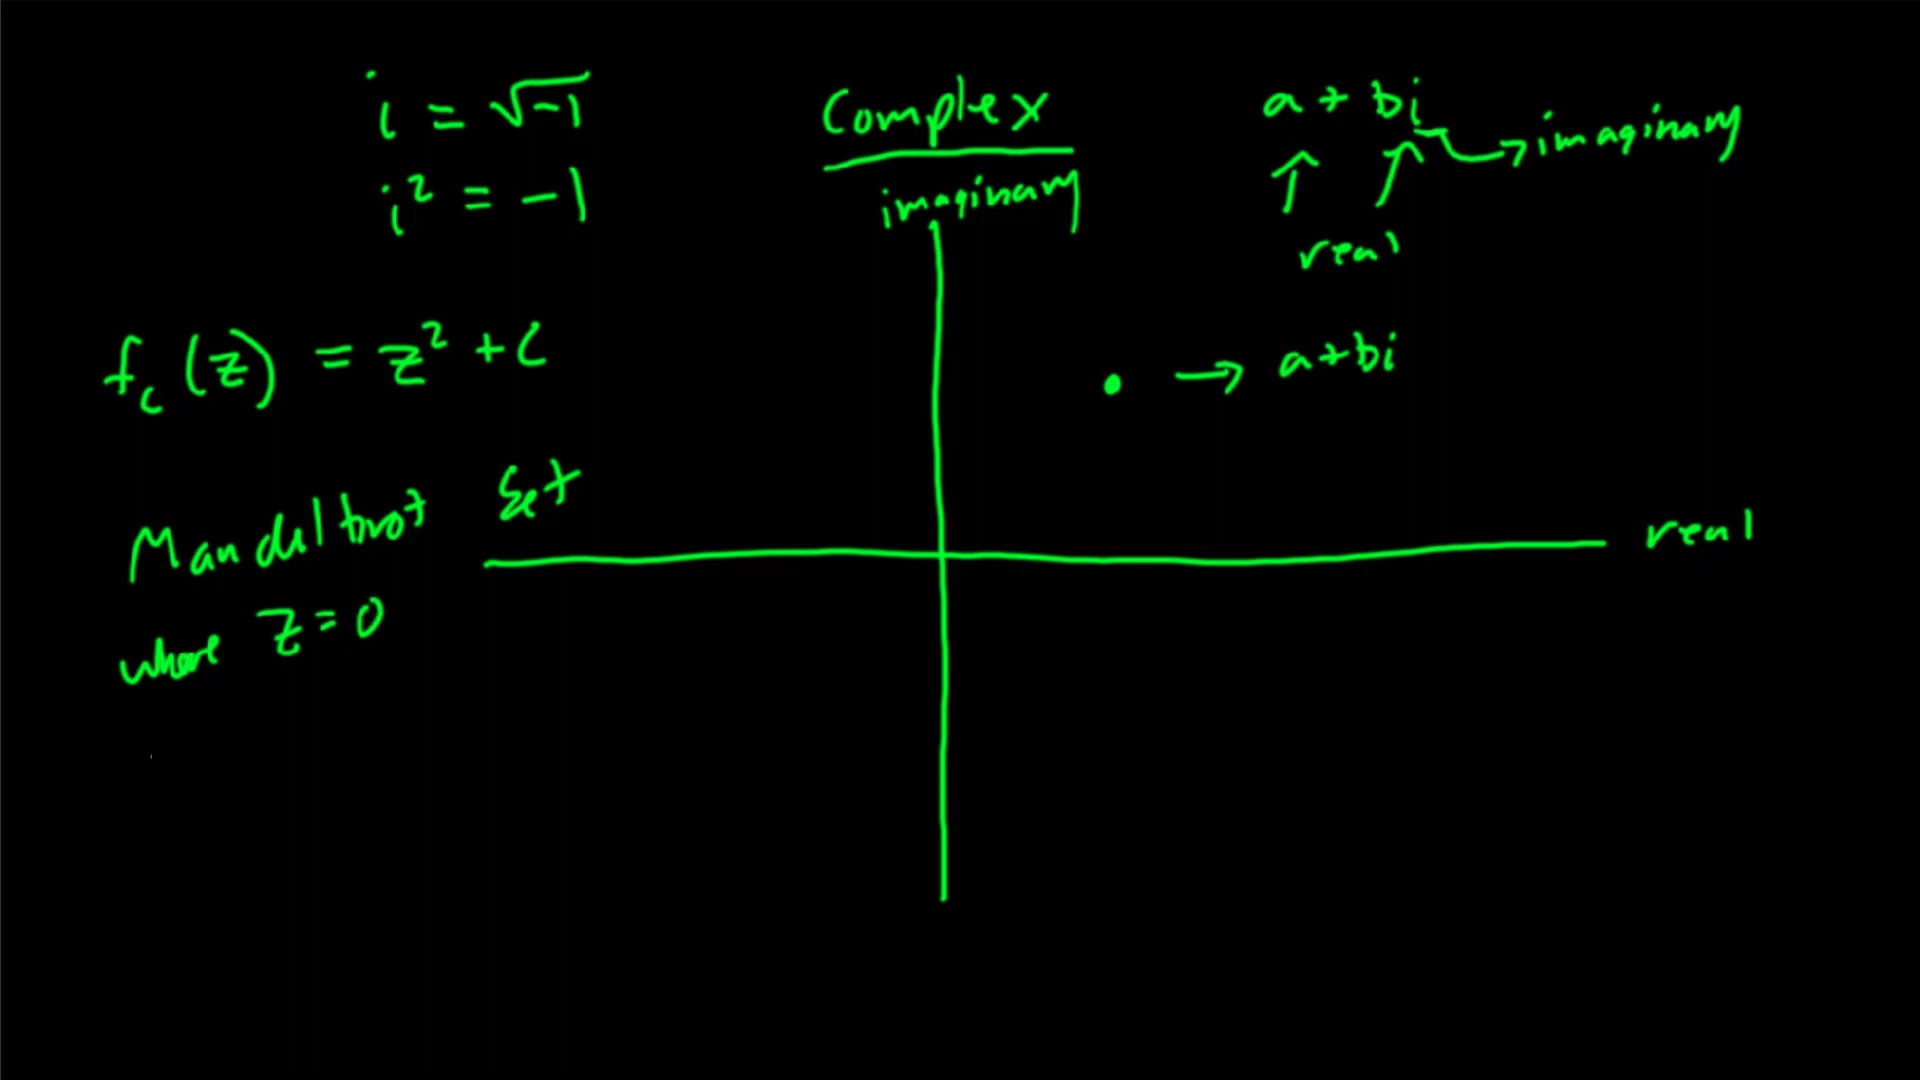 i = √-1
i² = -1
f_c (z) = z² + c
Mandelbrot Set
where z = 0
Complex
imaginary
a + bi
imaginary
real
→ a + bi
real